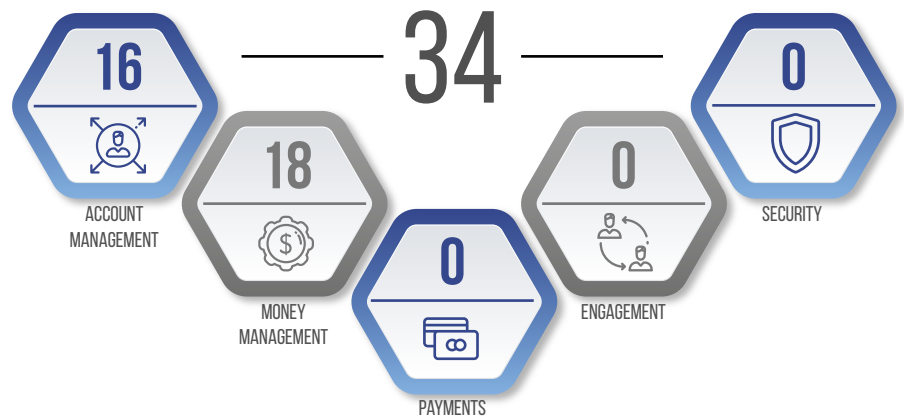 34
16
ACCOUNT
MANAGEMENT
18
$
MONEY
MANAGEMENT
0
PAYMENTS
0
ENGAGEMENT
0
SECURITY